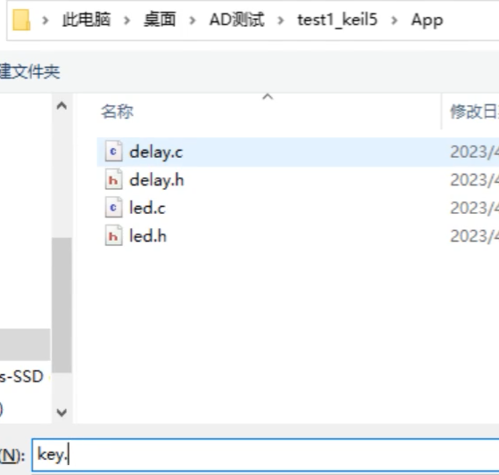 此电脑 > 桌面 > AD测试 > test1_keil5 > App
建文件夹
名称 修改日
delay.c 2023/4
delay.h 2023/4
led.c 2023/4
led.h 2023/4
s-SSD
)
(N): key.